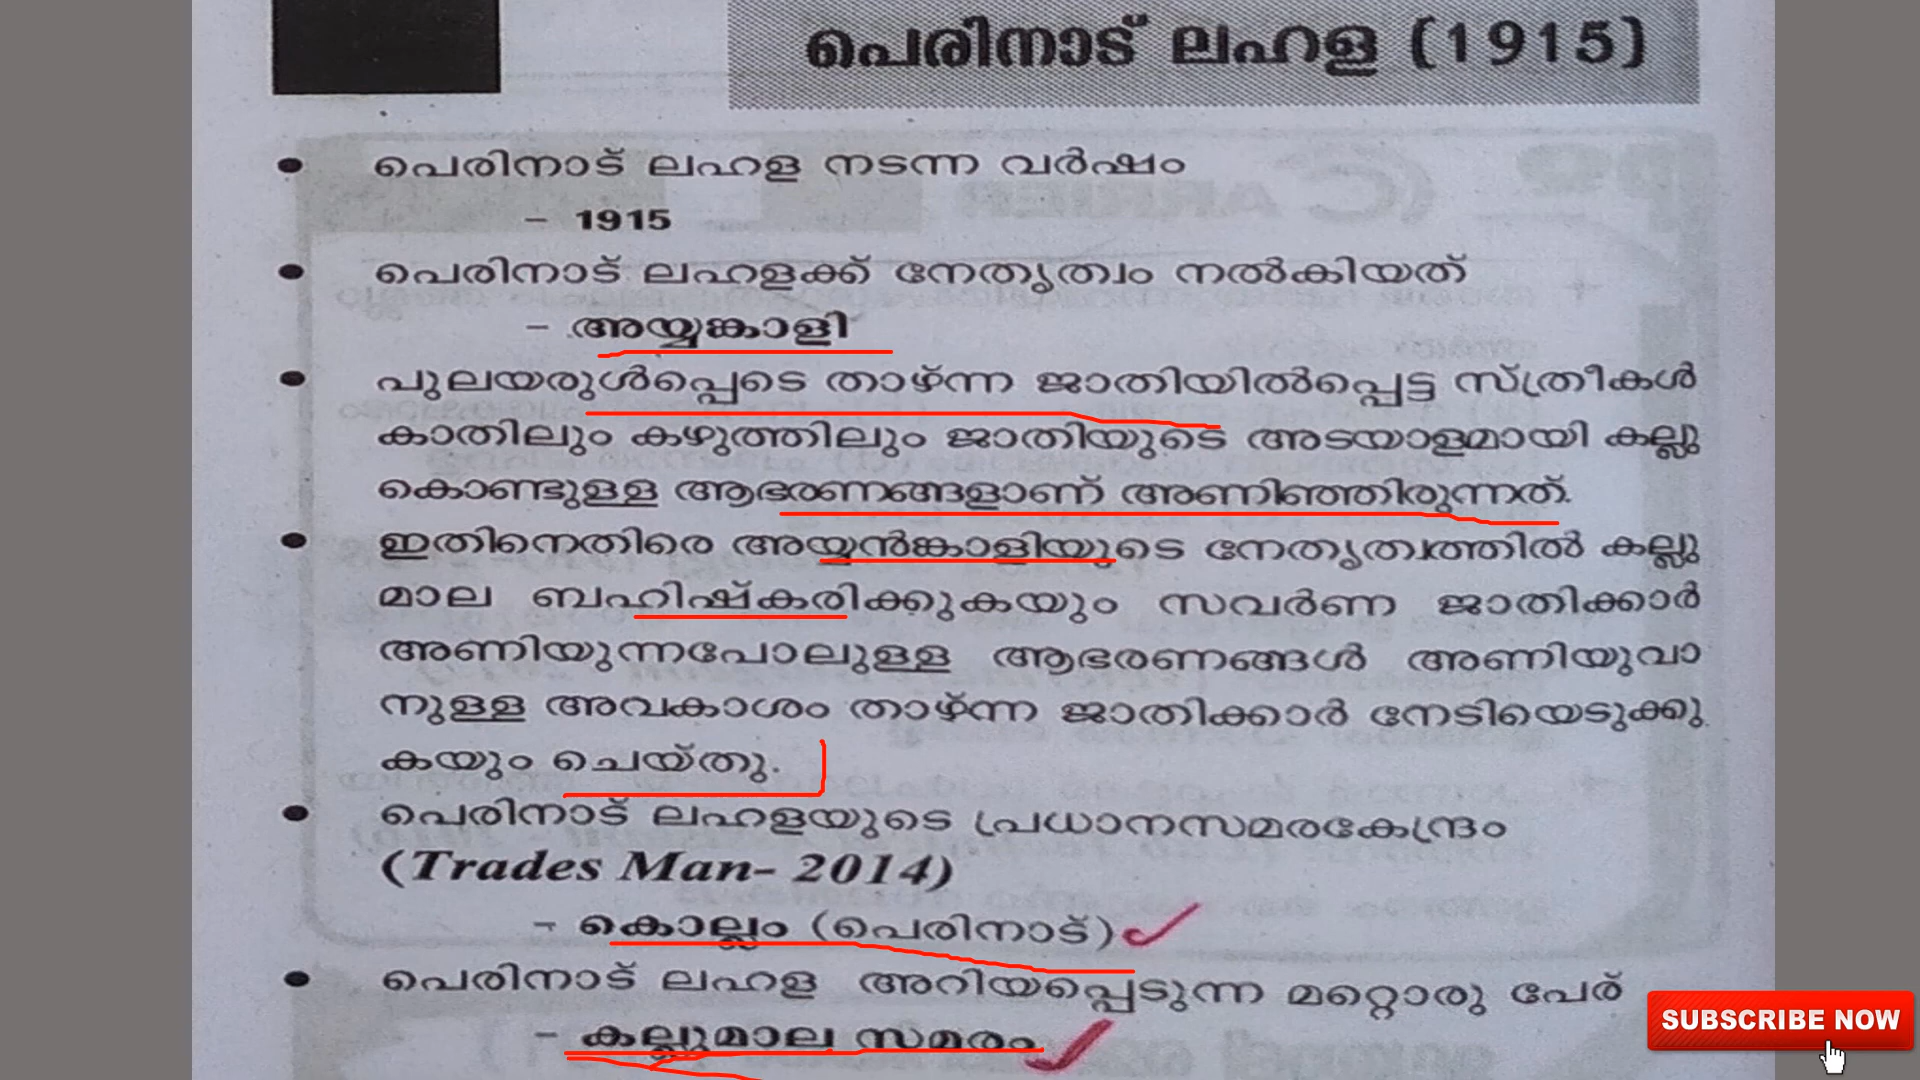 പെരിനാട് ലഹള (1915)
• പെരിനാട് ലഹള നടന്ന വർഷം
– 1915
• പെരിനാട് ലഹളക്ക് നേതൃത്വം നൽകിയത്
– അയ്യങ്കാളി
• പുലയരുൾപ്പെടെ താഴ്ന്ന ജാതിയിൽപ്പെട്ട സ്ത്രീകൾ
കാതിലും കഴുത്തിലും ജാതിയുടെ അടയാളമായി കല്ലു
കൊണ്ടുള്ള ആഭരണങ്ങളാണ് അണിഞ്ഞിരുന്നത്.
• ഇതിനെതിരെ അയ്യൻങ്കാളിയുടെ നേതൃത്വത്തിൽ കല്ലു
മാല ബഹിഷ്കരിക്കുകയും സവർണ ജാതിക്കാർ
അണിയുന്നപോലുള്ള ആഭരണങ്ങൾ അണിയുവാ
നുള്ള അവകാശം താഴ്ന്ന ജാതിക്കാർ നേടിയെടുക്കു
കയും ചെയ്തു.
• പെരിനാട് ലഹളയുടെ പ്രധാനസമരകേന്ദ്രം
(Trades Man- 2014)
– കൊല്ലം (പെരിനാട്)
• പെരിനാട് ലഹള അറിയപ്പെടുന്ന മറ്റൊരു പേര്
– കല്ലുമാല സമരം
SUBSCRIBE NOW